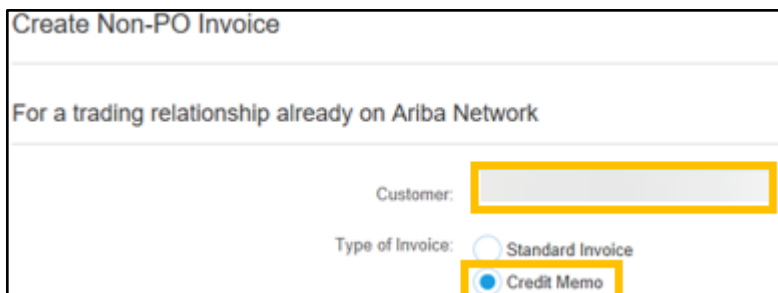 Create Non-PO Invoice
For a trading relationship already on Ariba Network
Customer:
Type of Invoice:
Standard Invoice
Credit Memo